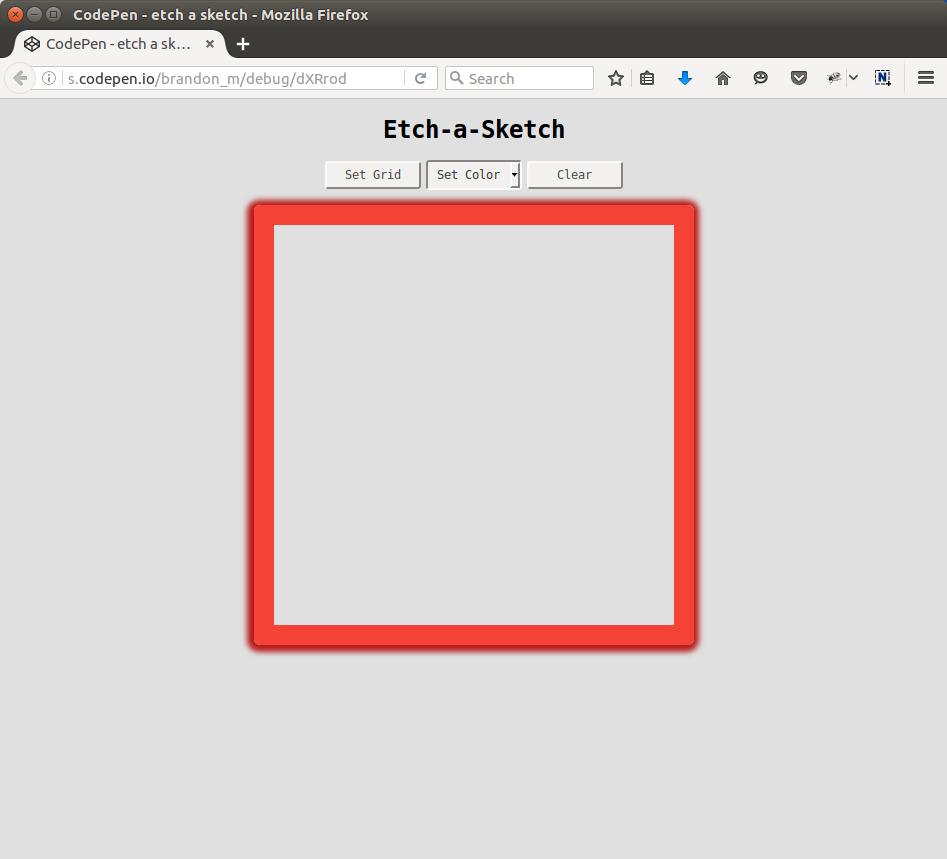 CodePen - etch a sketch - Mozilla Firefox
CodePen - etch a sk...
s.codepen.io/brandon_m/debug/dXRrod
Search
Etch-a-Sketch
Set Grid
Set Color
Clear